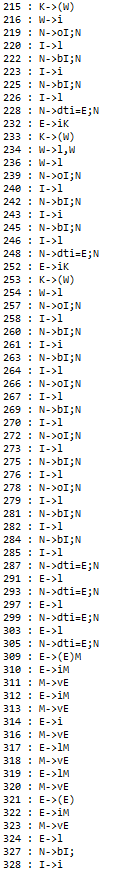 215 : K->(W)
216 : W->i
219 : N->oI;N
220 : I->l
222 : N->bI;N
223 : I->i
225 : N->bI;N
226 : I->l
228 : N->dti=E;N
232 : E->iK
233 : K->(W)
234 : W->l,W
236 : W->l
239 : N->oI;N
240 : I->l
242 : N->bI;N
243 : I->i
245 : N->bI;N
246 : I->l
248 : N->dti=E;N
252 : E->iK
253 : K->(W)
254 : W->l
257 : N->oI;N
258 : I->l
260 : N->bI;N
261 : I->i
263 : N->bI;N
264 : I->l
266 : N->oI;N
267 : I->l
269 : N->bI;N
270 : I->l
272 : N->oI;N
273 : I->l
275 : N->bI;N
276 : I->l
278 : N->oI;N
279 : I->l
281 : N->bI;N
282 : I->l
284 : N->bI;N
285 : I->l
287 : N->dti=E;N
291 : E->l
293 : N->dti=E;N
297 : E->l
299 : N->dti=E;N
303 : E->l
305 : N->dti=E;N
309 : E->(E)M
310 : E->iM
311 : M->vE
312 : E->iM
313 : M->vE
314 : E->i
316 : M->vE
317 : E->lM
318 : M->vE
319 : E->lM
320 : M->vE
321 : E->(E)
322 : E->iM
323 : M->vE
324 : E->l
327 : N->bI;
328 : I->i